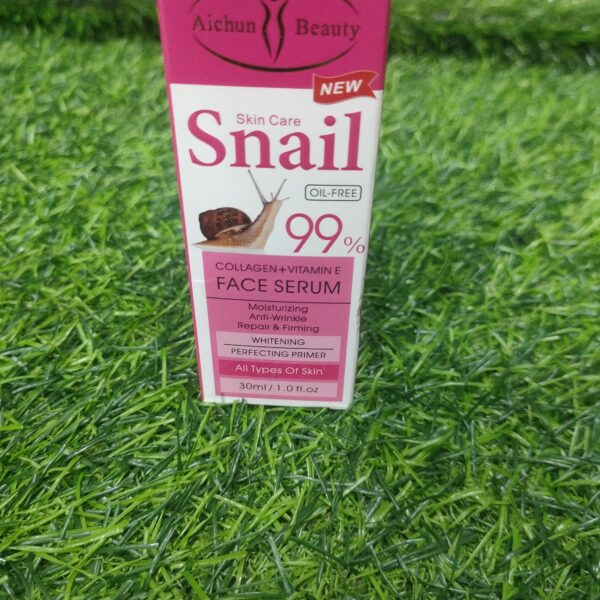 Aichun Beauty
NEW
Skin Care
Snail
OIL-FREE
99%
COLLAGEN+VITAMIN E
FACE SERUM
Moisturizing
Anti-Wrinkle
Repair & Firming
WHITENING
PERFECTING PRIMER
All Types Of Skin
30ml / 1.0 fl.oz